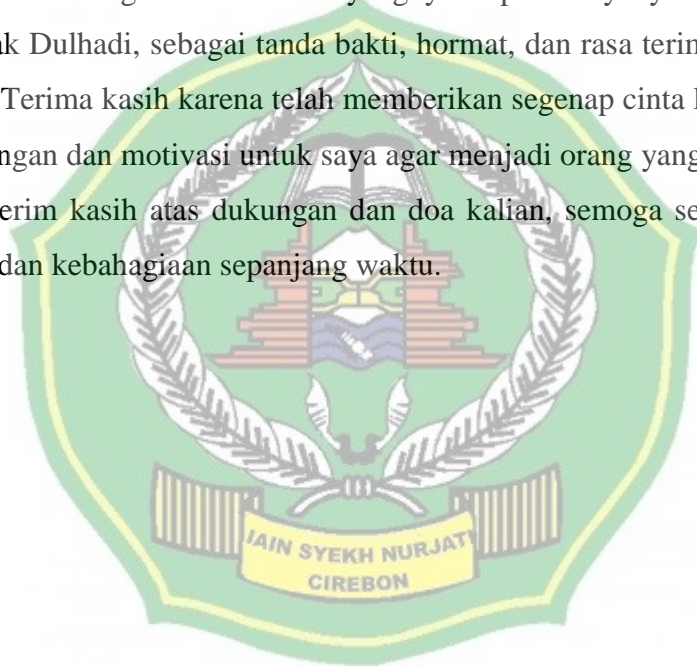 ak Dulhadi, sebagai tanda bakti, hormat, dan rasa terim
Terima kasih karena telah memberikan segenap cinta
ngan dan motivasi untuk saya agar menjadi orang yang
erim kasih atas dukungan dan doa kalian, semoga se
dan kebahagiaan sepanjang waktu.
IAIN SYEKH NURJATI
CIREBON